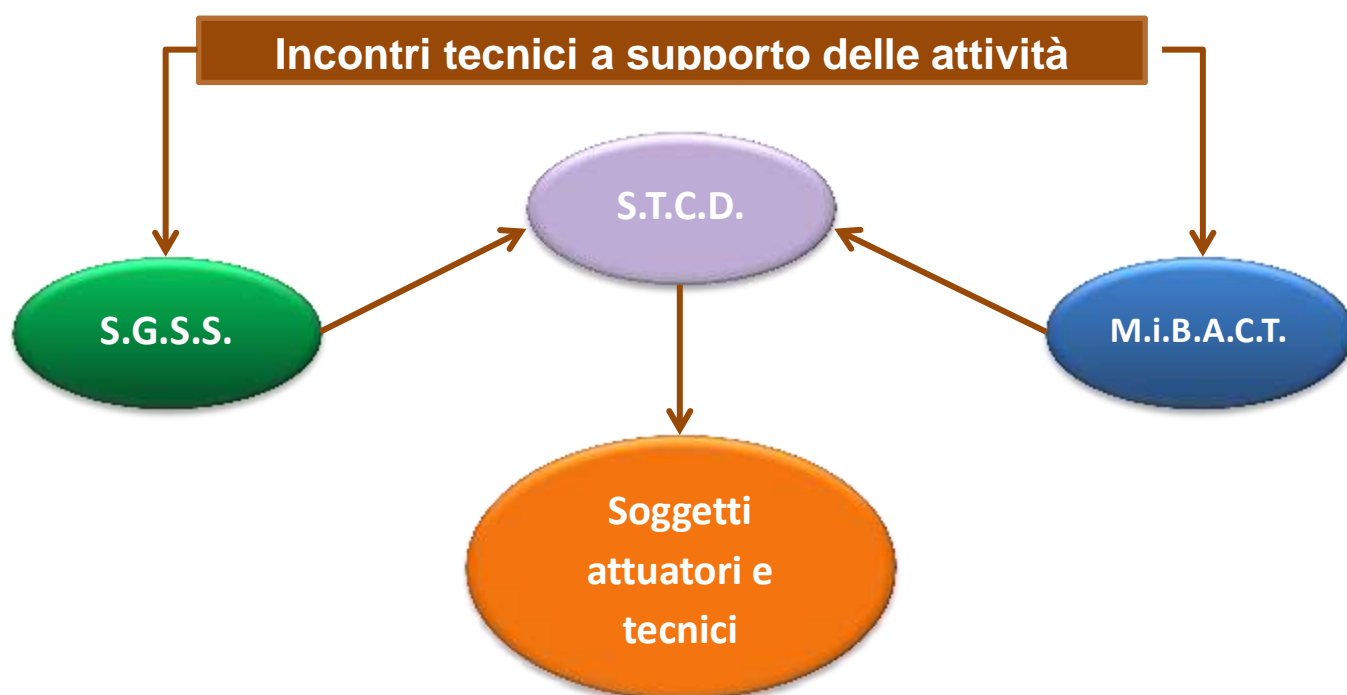 Incontri tecnici a supporto delle attività
S.T.C.D.
S.G.S.S.
M.i.B.A.C.T.
Soggetti
attuatori e
tecnici